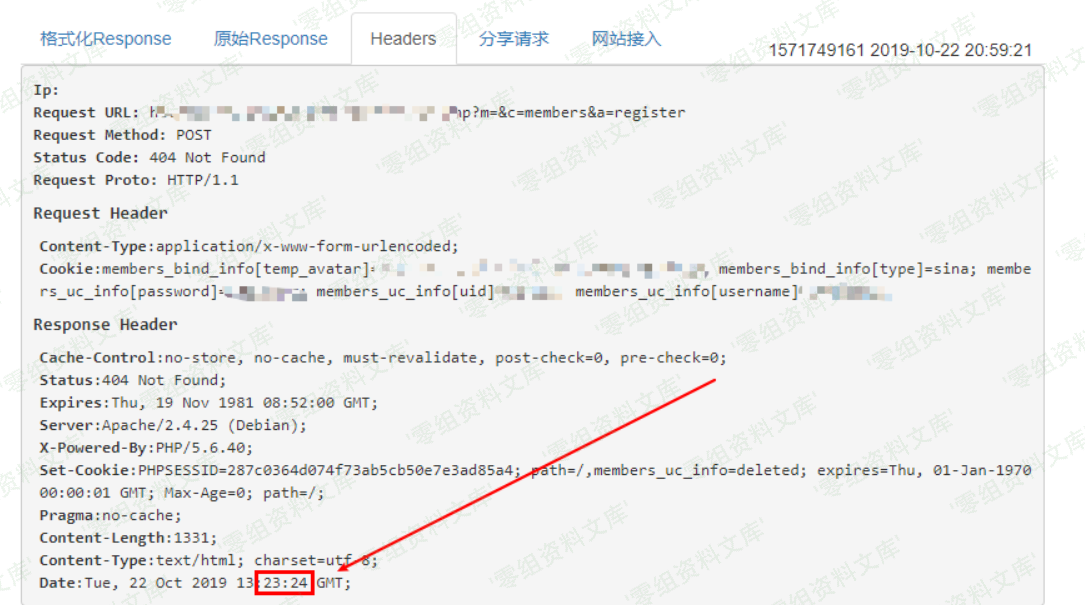 格式化Response 原始Response Headers 分享请求 网站接入 1571749161 2019-10-22 20:59:21
Ip:
Request URL: h np?m=&c=members&a=register
Request Method: POST
Status Code: 404 Not Found
Request Proto: HTTP/1.1
Request Header
Content-Type:application/x-www-form-urlencoded;
Cookie:members_bind_info[temp_avatar]= , members_bind_info[type]=sina; membe
rs_uc_info[password]= ; members_uc_info[uid] members_uc_info[username]
Response Header
Cache-Control:no-store, no-cache, must-revalidate, post-check=0, pre-check=0;
Status:404 Not Found;
Expires:Thu, 19 Nov 1981 08:52:00 GMT;
Server:Apache/2.4.25 (Debian);
X-Powered-By:PHP/5.6.40;
Set-Cookie:PHPSESSID=287c0364d074f73ab5cb50e7e3ad85a4; path=/,members_uc_info=deleted; expires=Thu, 01-Jan-1970
00:00:01 GMT; Max-Age=0; path=/;
Pragma:no-cache;
Content-Length:1331;
Content-Type:text/html; charset=utf-8;
Date:Tue, 22 Oct 2019 13:23:24 GMT;
零组资料文库